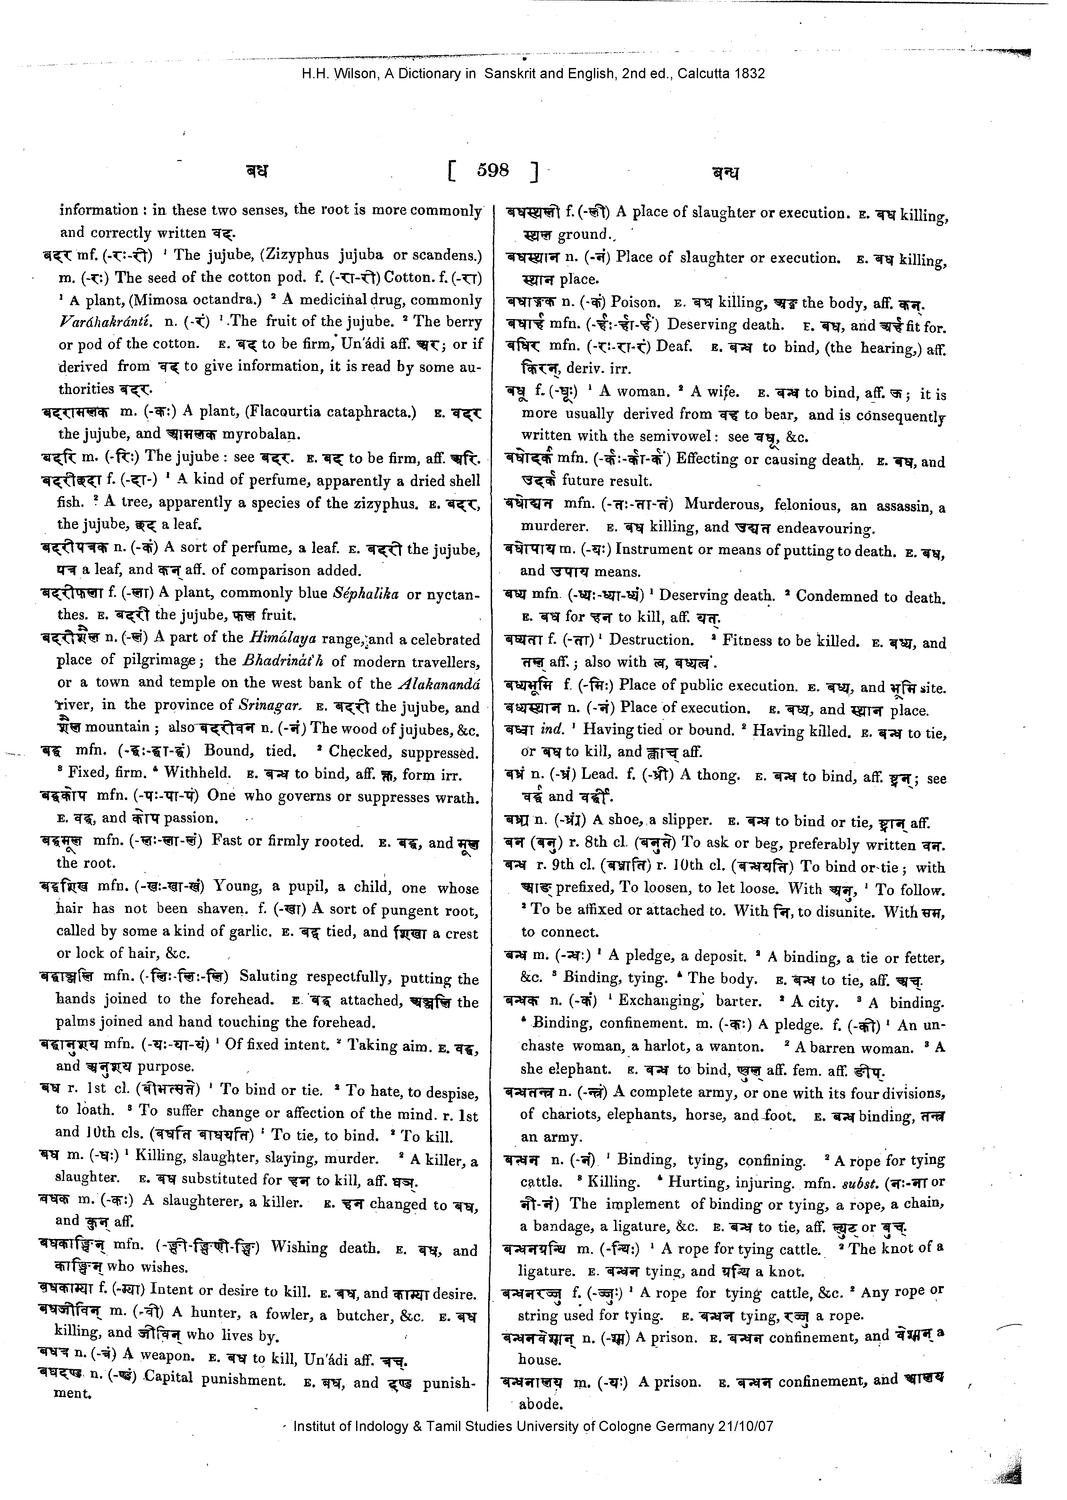 H.H. Wilson, A Dictionary in Sanskrit and English, 2nd ed., Calcutta 1832
बध
[ 598 ]
बन्ध
information : in these two senses, the root is more commonly
and correctly written वद्.
बदर mf. (-रः-री) ¹ The jujube, (Zizyphus jujuba or scandens.)
m. (-रः) The seed of the cotton pod. f. (-रा-री) Cotton. f. (-रा)
¹ A plant, (Mimosa octandra.) ² A medicinal drug, commonly
Varáhakrántí. n. (-रं) ¹ The fruit of the jujube. ² The berry
or pod of the cotton. E. बद् to be firm, Un'ádi aff. अर; or if
derived from वद् to give information, it is read by some au-
thorities बदर.
बदरामलक m. (-कः) A plant, (Flacourtia cataphracta.) E. वदर
the jujube, and आमलक myrobalan.
बदरि m. (-रिः) The jujube : see बदर. E. बद् to be firm, aff. अरि.
बदरीछदा f. (-दा-) ¹ A kind of perfume, apparently a dried shell
fish. ² A tree, apparently a species of the zizyphus. E. बदर,
the jujube, छद a leaf.
बदरीपत्रक n. (-कं) A sort of perfume, a leaf. E. बदरी the jujube,
पत्र a leaf, and कन् aff. of comparison added.
बदरीफला f. (-ला) A plant, commonly blue Séphalika or nyctan-
thes. E. बदरी the jujube, फल fruit.
बदरीशैल n. (-लं) A part of the Himálaya range, and a celebrated
place of pilgrimage ; the Bhadrinát'h of modern travellers,
or a town and temple on the west bank of the Alakanandá
river, in the province of Srinagar. E. बदरी the jujube, and
शैल mountain ; also बदरीवन n. (-नं) The wood of jujubes, &c.
बद्ध mfn. (-द्धः-द्धा-द्धं) Bound, tied. ² Checked, suppressed.
³ Fixed, firm. ⁴ Withheld. E. बन्ध to bind, aff. क्त, form irr.
बद्धकोप mfn. (-पः-पा-पं) One who governs or suppresses wrath.
E. वद्ध, and कोप passion.
बद्धमूल mfn. (-लः-ला-लं) Fast or firmly rooted. E. बद्ध, and मूल
the root.
बद्धशिख mfn. (-खः-खा-खं) Young, a pupil, a child, one whose
hair has not been shaven. f. (-खा) A sort of pungent root,
called by some a kind of garlic. E. बद्ध tied, and शिखा a crest
or lock of hair, &c.
बद्धाञ्जलि mfn. (-लिः-लिः-लि) Saluting respectfully, putting the
hands joined to the forehead. E. बद्ध attached, अञ्जलि the
palms joined and hand touching the forehead.
बद्धानुशय mfn. (-यः-या-यं) ¹ Of fixed intent. ² Taking aim. E. वद्ध,
and अनुशय purpose.
बध r. 1st cl. (बीभत्सते) ¹ To bind or tie. ² To hate, to despise,
to loath. ³ To suffer change or affection of the mind. r. 1st
and 10th cls. (बधति बाधयति) ¹ To tie, to bind. ² To kill.
बध m. (-धः) ¹ Killing, slaughter, slaying, murder. ² A killer, a
slaughter. E. बध substituted for हन to kill, aff. घञ्.
बधक m. (-कः) A slaughterer, a killer. E. हन changed to बध,
and क्वुन् aff.
बधकाङ्क्षिन् mfn. (-ङ्क्षी-ङ्क्षिणी-ङ्क्षि) Wishing death. E. बध, and
काङ्क्षिन् who wishes.
बधकाम्या f. (-म्या) Intent or desire to kill. E. बध, and काम्या desire.
बधजीविन् m. (-वी) A hunter, a fowler, a butcher, &c. E. बध
killing, and जीविन् who lives by.
बधत्र n. (-त्रं) A weapon. E. बध to kill, Un'ádi aff. त्रच्.
बधदण्ड n. (-ण्डं) Capital punishment. E. बध, and दण्ड punish-
ment.
बधस्थली f. (-ली) A place of slaughter or execution. E. बध killing,
स्थल ground.
बधस्थान n. (-नं) Place of slaughter or execution. E. बध killing,
स्थान place.
बधाङ्गक n. (-कं) Poison. E. बध killing, अङ्ग the body, aff. कन्.
बधार्ह mfn. (-र्हः-र्हा-र्हं) Deserving death. E. बध, and अर्ह fit for.
बधिर mfn. (-रः-रा-रं) Deaf. E. बन्ध to bind, (the hearing,) aff.
किरन्, deriv. irr.
बधू f. (-धूः) ¹ A woman. ² A wife. E. बन्ध to bind, aff. ऊ; it is
more usually derived from वह to bear, and is consequently
written with the semivowel : see वधू, &c.
बधोदर्क mfn. (-र्कः-र्का-र्कं) Effecting or causing death. E. बध, and
उदर्क future result.
बधोद्यत mfn. (-तः-ता-तं) Murderous, felonious, an assassin, a
murderer. E. बध killing, and उद्यत endeavouring.
बधोपाय m. (-यः) Instrument or means of putting to death. E. बध,
and उपाय means.
बध्य mfn. (-ध्यः-ध्या-ध्यं) ¹ Deserving death. ² Condemned to death.
E. बध for हन to kill, aff. यत्.
बध्यता f. (-ता) ¹ Destruction. ² Fitness to be killed. E. बध्य, and
तल् aff. ; also with त्व, बध्यत्वं.
बध्यभूमि f. (-मिः) Place of public execution. E. बध्य, and भूमि site.
बध्यस्थान n. (-नं) Place of execution. E. बध्य, and स्थान place.
बध्वा ind. ¹ Having tied or bound. ² Having killed. E. बन्ध to tie,
or बध to kill, and क्त्वाच् aff.
बध्रं n. (-ध्रं) Lead. f. (-ध्री) A thong. E. बन्ध to bind, aff. ष्ट्रन्; see
वर्द्ध and वर्द्ध्री.
n. A shoe, a slipper. E. बन्ध to bind or tie, ष्ट्रन् aff.
बन (बनु) r. 8th cl. (बनुते) To ask or beg, preferably written वन.
बन्ध r. 9th cl. (बध्नाति) r. 10th cl. (बन्धयति) To bind or tie ; with
आङ् prefixed, To loosen, to let loose. With अनु, ¹ To follow.
² To be affixed or attached to. With नि, to disunite. With सम,
to connect.
बन्ध m. (-न्धः) ¹ A pledge, a deposit. ² A binding, a tie or fetter,
&c. ³ Binding, tying. ⁴ The body. E. बन्ध to tie, aff. अच्.
बन्धक n. (-कं) ¹ Exchanging, barter. ² A city. ³ A binding.
⁴ Binding, confinement. m. (-कः) A pledge. f. (-की) ¹ An un-
chaste woman, a harlot, a wanton. ² A barren woman. ³ A
she elephant. E. बन्ध to bind, ण्वुल् aff. fem. aff. ङीप्.
बन्धतन्त्र n. (-न्त्रं) A complete army, or one with its four divisions,
of chariots, elephants, horse, and foot. E. बन्ध binding, तन्त्र
an army.
बन्धन n. (-नं) ¹ Binding, tying, confining. ² A rope for tying
cattle. ³ Killing. ⁴ Hurting, injuring. mfn. subst. (नः-ना or
नी-नं) The implement of binding or tying, a rope, a chain,
a bandage, a ligature, &c. E. बन्ध to tie, aff. ल्युट् or युच्.
बन्धनग्रन्थि m. (-न्थिः) ¹ A rope for tying cattle. ² The knot of a
ligature. E. बन्धन tying, and ग्रन्थि a knot.
बन्धनरज्जु f. (-ज्जुः) ¹ A rope for tying cattle, &c. ² Any rope or
string used for tying. E. बन्धन tying, रज्जु a rope.
बन्धनवेश्मन् n. (-श्म) A prison. E. बन्धन confinement, and वेश्मन् a
house.
बन्धनालय m. (-यः) A prison. E. बन्धन confinement, and आलय
abode.
Institut of Indology & Tamil Studies University of Cologne Germany 21/10/07